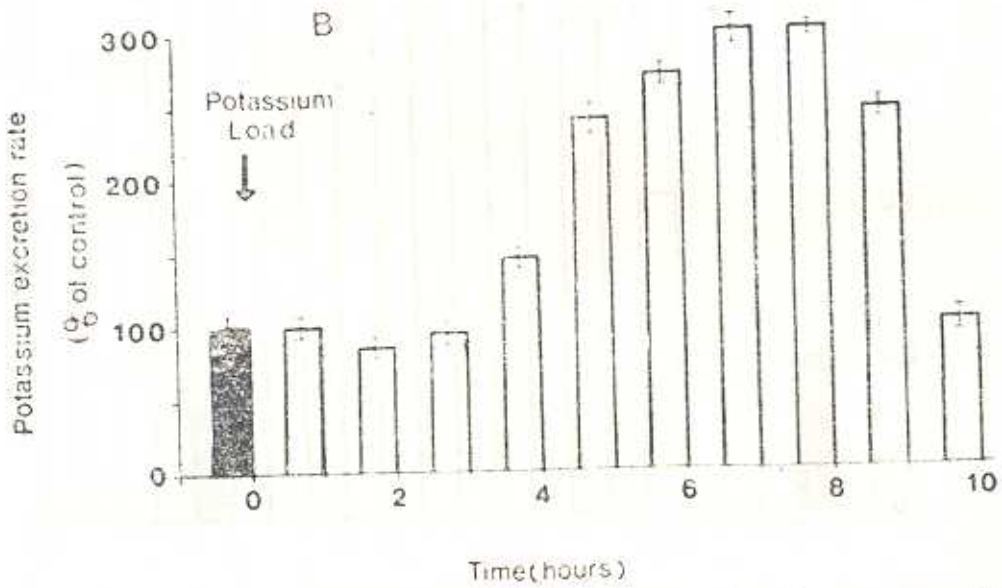 B
300
200
100
0
Potassium
Load
Potassium excretion rate
(% of control)
0 2 4 6 8 10
Time(hours)